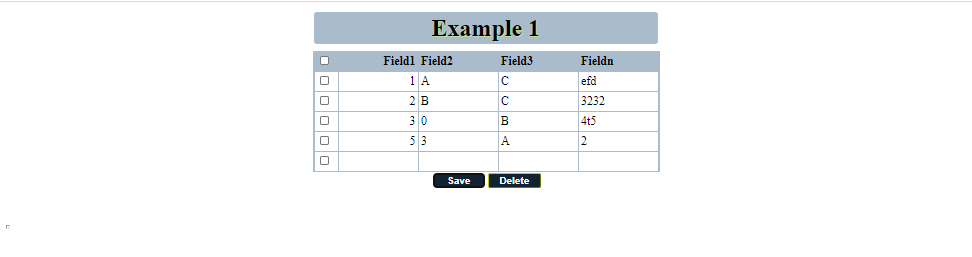 Example 1
Field1 Field2 Field3 Fieldn
1 A C efd
2 B C 3232
3 0 B 4t5
5 3 A 2
Save Delete